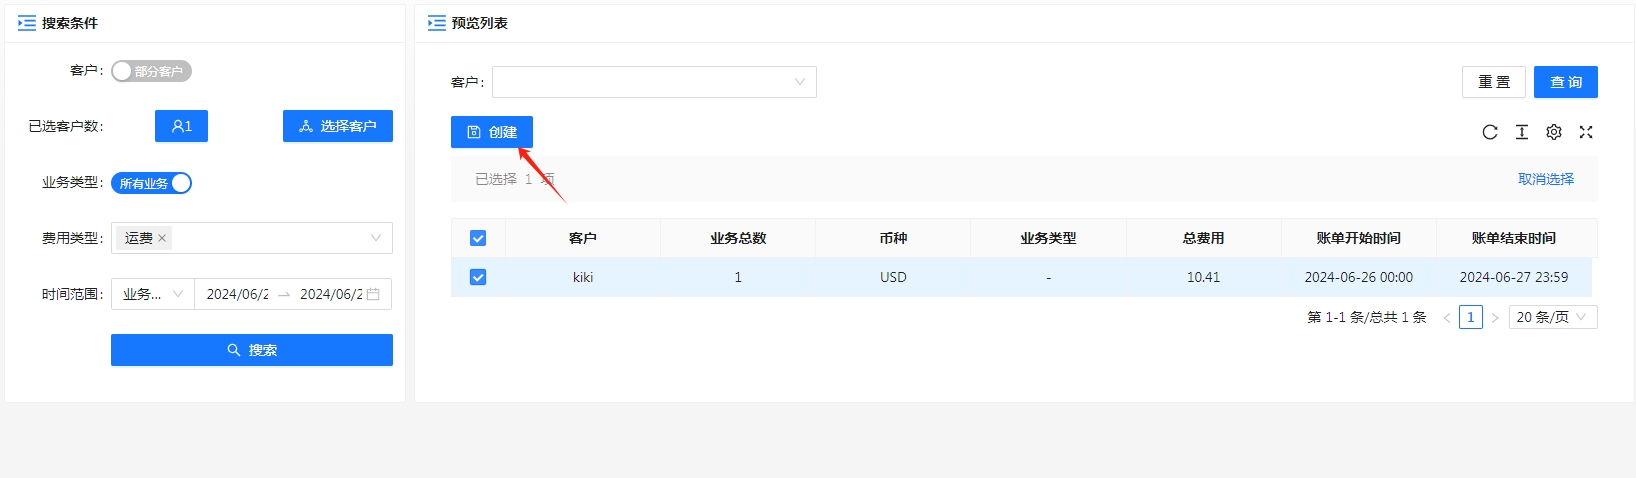 搜索条件
客户：
部分客户
已选客户数：
1
选择客户
业务类型：
所有业务
费用类型：
运费 ×
时间范围：
业务...
2024/06/2
2024/06/2
搜索
预览列表
客户：
重 置
查 询
创建
已选择 1 项
取消选择
客户 业务总数 币种 业务类型 总费用 账单开始时间 账单结束时间
kiki 1 USD - 10.41 2024-06-26 00:00 2024-06-27 23:59
第 1-1 条/总共 1 条 < 1 > 20 条/页